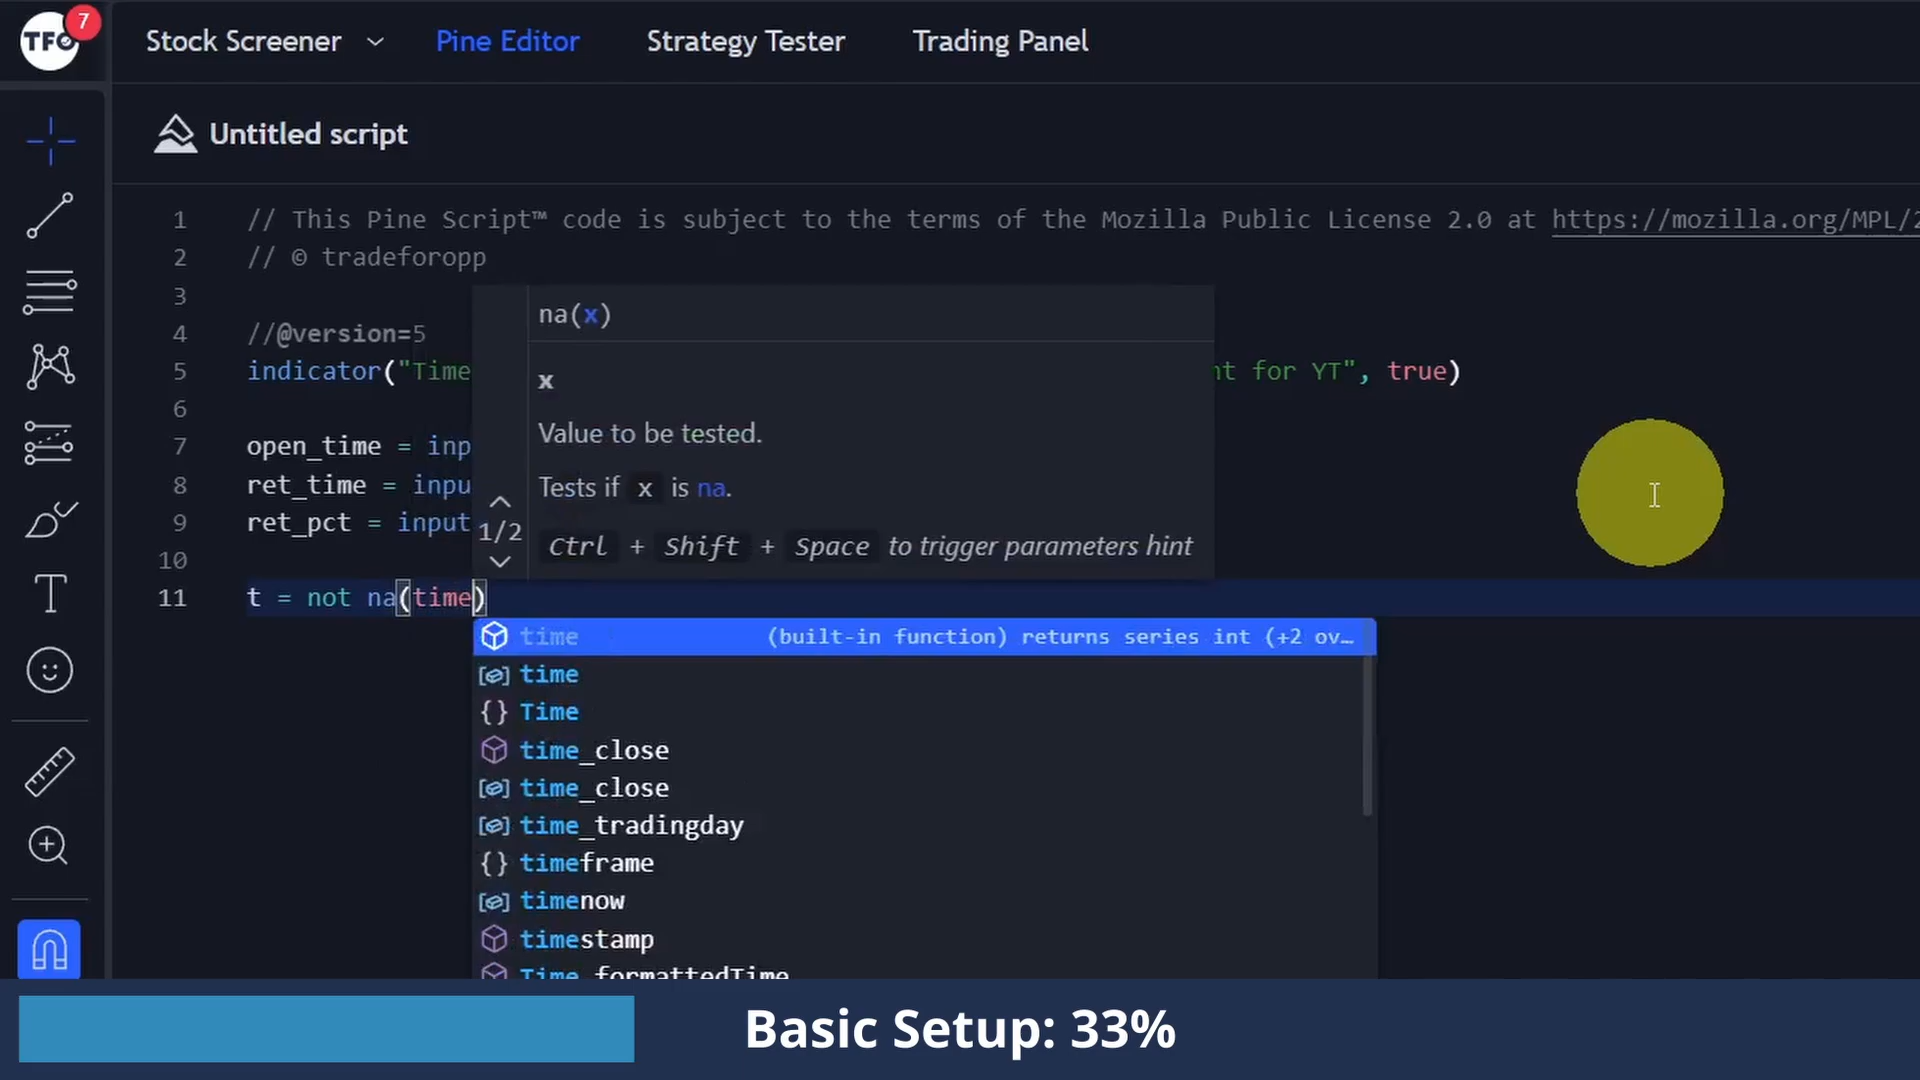 TFO 7
Stock Screener Pine Editor Strategy Tester Trading Panel
Untitled script
1 // This Pine Script™ code is subject to the terms of the Mozilla Public License 2.0 at https://mozilla.org/MPL/2
2 // © tradeforopp
3
4 //@version=5
5 indicator("Time nt for YT", true)
6
7 open_time = inp
8 ret_time = inpu
9 ret_pct = input
10
11 t = not na(time)
na(x)
x
Value to be tested.
Tests if x is na.
1/2
Ctrl + Shift + Space to trigger parameters hint
time (built-in function) returns series int (+2 ov…
time
Time
time_close
time_close
time_tradingday
timeframe
timenow
timestamp
Time.formattedTime
Basic Setup: 33%